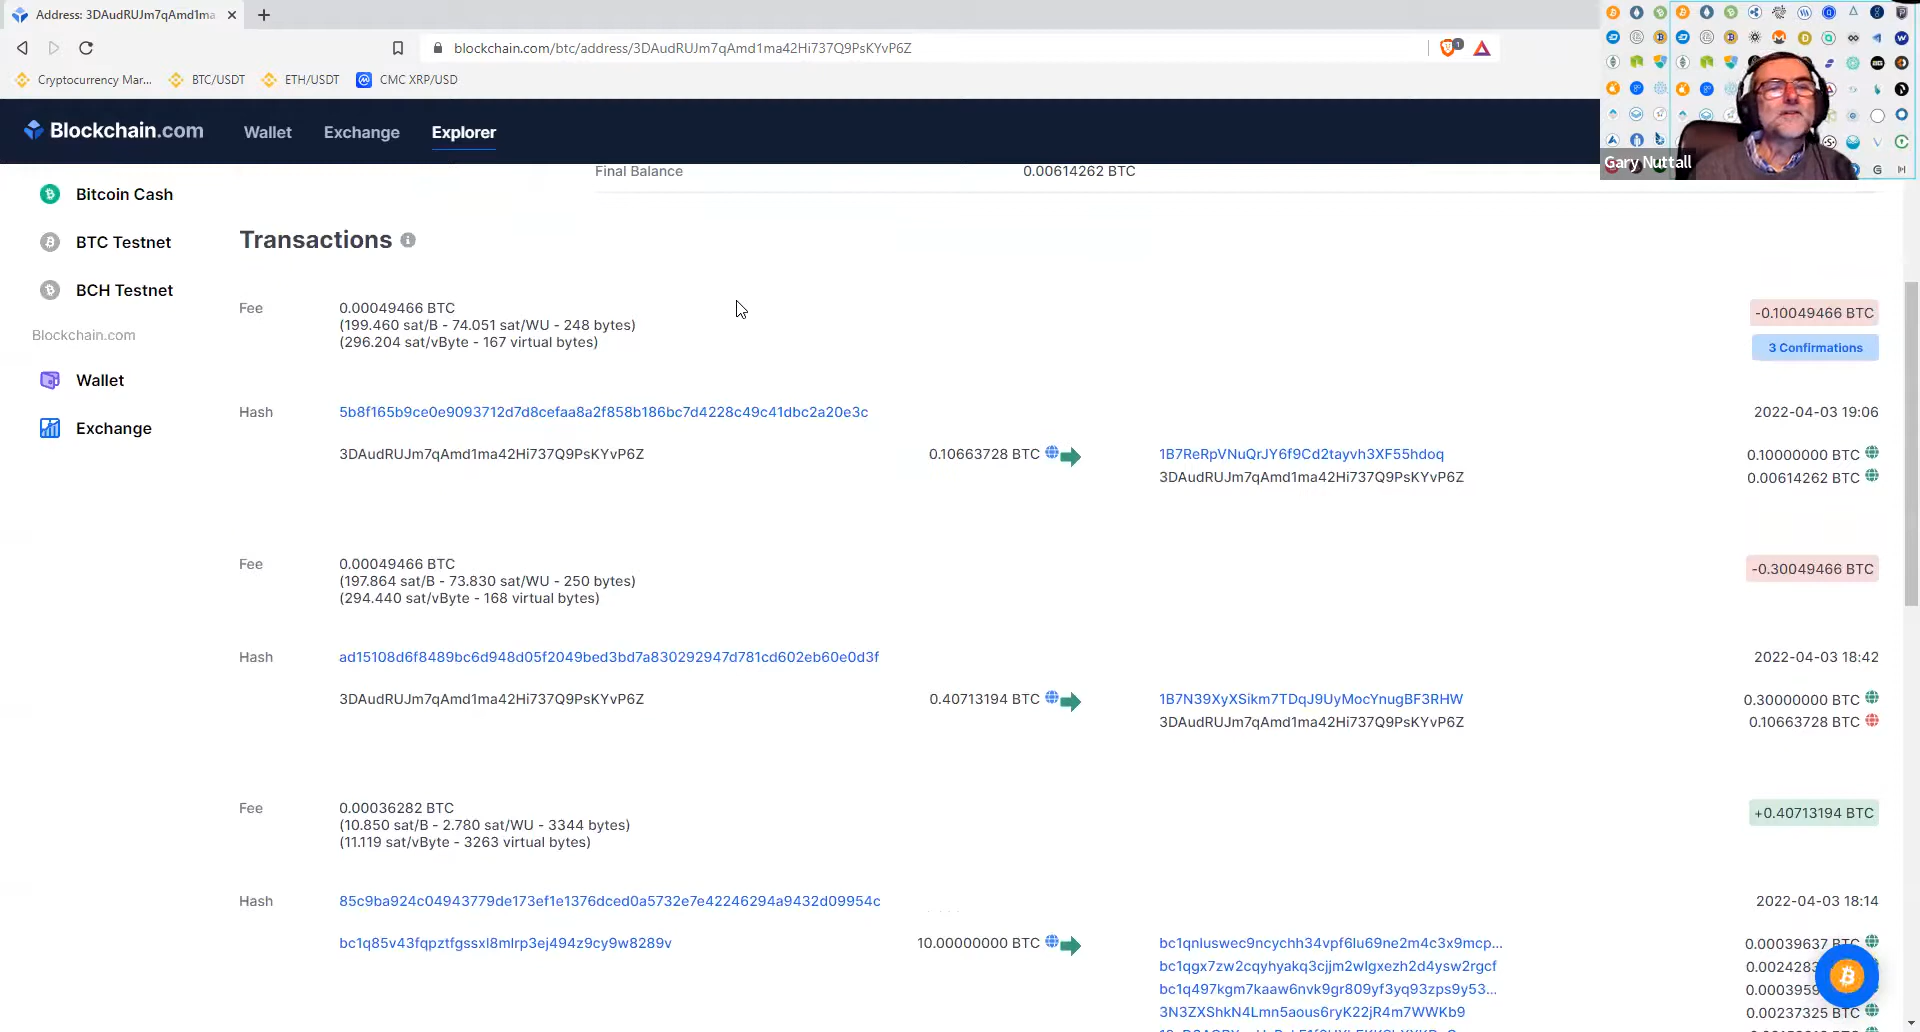 Address: 3DAudRUJm7qAmd1ma
blockchain.com/btc/address/3DAudRUJm7qAmd1ma42Hi737Q9PsKYvP6Z
Cryptocurrency Mar... BTC/USDT ETH/USDT CMC XRP/USD
Blockchain.com Wallet Exchange Explorer
Gary Nuttall
Final Balance 0.00614262 BTC
Bitcoin Cash
BTC Testnet
BCH Testnet
Blockchain.com
Wallet
Exchange
Transactions
Fee 0.00049466 BTC -0.10049466 BTC
(199.460 sat/B - 74.051 sat/WU - 248 bytes)
(296.204 sat/vByte - 167 virtual bytes) 3 Confirmations
Hash 5b8f165b9ce0e9093712d7d8cefaa8a2f858b186bc7d4228c49c41dbc2a20e3c 2022-04-03 19:06
3DAudRUJm7qAmd1ma42Hi737Q9PsKYvP6Z 0.10663728 BTC 1B7ReRpVNuQrJY6f9Cd2tayvh3XF55hdoq 0.10000000 BTC
3DAudRUJm7qAmd1ma42Hi737Q9PsKYvP6Z 0.00614262 BTC
Fee 0.00049466 BTC -0.30049466 BTC
(197.864 sat/B - 73.830 sat/WU - 250 bytes)
(294.440 sat/vByte - 168 virtual bytes)
Hash ad15108d6f8489bc6d948d05f2049bed3bd7a830292947d781cd602eb60e0d3f 2022-04-03 18:42
3DAudRUJm7qAmd1ma42Hi737Q9PsKYvP6Z 0.40713194 BTC 1B7N39XyXSikm7TDqJ9UyMocYnugBF3RHW 0.30000000 BTC
3DAudRUJm7qAmd1ma42Hi737Q9PsKYvP6Z 0.10663728 BTC
Fee 0.00036282 BTC +0.40713194 BTC
(10.850 sat/B - 2.780 sat/WU - 3344 bytes)
(11.119 sat/vByte - 3263 virtual bytes)
Hash 85c9ba924c04943779de173ef1e1376dced0a5732e7e42246294a9432d09954c 2022-04-03 18:14
bc1q85v43fqpztfgssxl8mlrp3ej494z9cy9w8289v 10.00000000 BTC bc1qnluswec9ncychh34vpf6lu69ne2m4c3x9mcp... 0.00039637 BTC
bc1qgx7zw2cqyhyakq3cjjm2wlgxezh2d4ysw2rgcf 0.0024283
bc1q497kgm7kaaw6nvk9gr809yf3yq93zps9y53... 0.0003959
3N3ZXShkN4Lmn5aous6ryK22jR4m7WWKb9 0.00237325 BTC